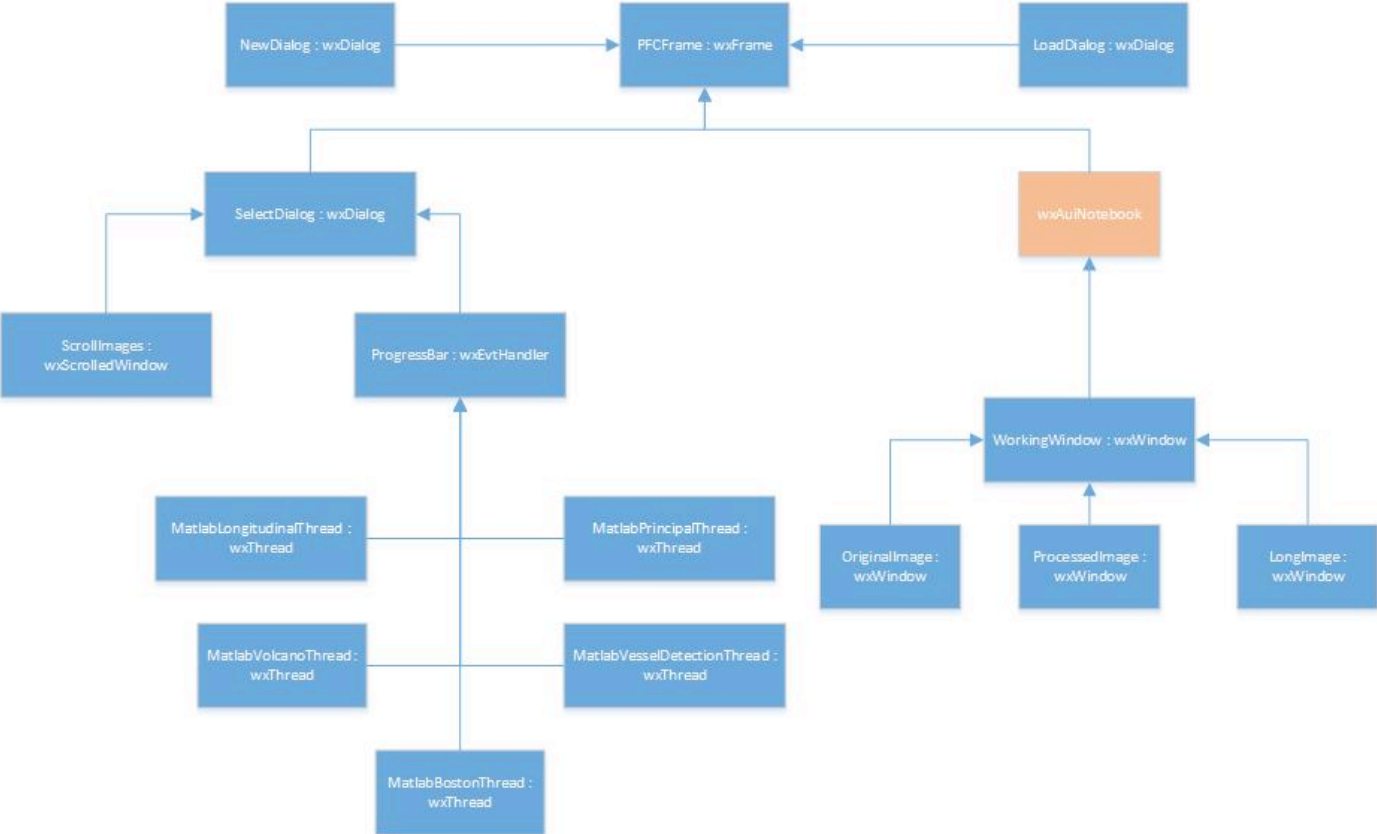 NewDialog : wxDialog
PFCFrame : wxFrame
LoadDialog : wxDialog
SelectDialog : wxDialog
wxAuiNotebook
ScrollImages :
wxScrolledWindow
ProgressBar : wxEvtHandler
WorkingWindow : wxWindow
MatlabLongitudinalThread :
wxThread
MatlabPrincipalThread :
wxThread
OriginalImage :
wxWindow
ProcessedImage :
wxWindow
LongImage :
wxWindow
MatlabVolcanoThread :
wxThread
MatlabVesselDetectionThread :
wxThread
MatlabBostonThread :
wxThread